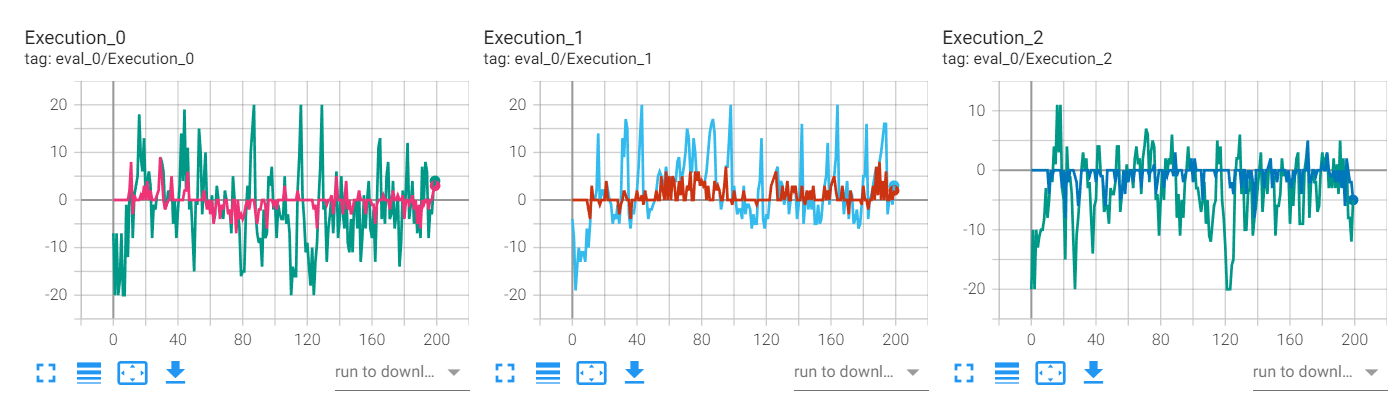 Execution_0
tag: eval_0/Execution_0
20
10
0
-10
-20
0 40 80 120 160 200
run to downl...
Execution_1
tag: eval_0/Execution_1
20
10
0
-10
-20
0 40 80 120 160 200
run to downl...
Execution_2
tag: eval_0/Execution_2
10
0
-10
-20
0 40 80 120 160 200
run to downl...